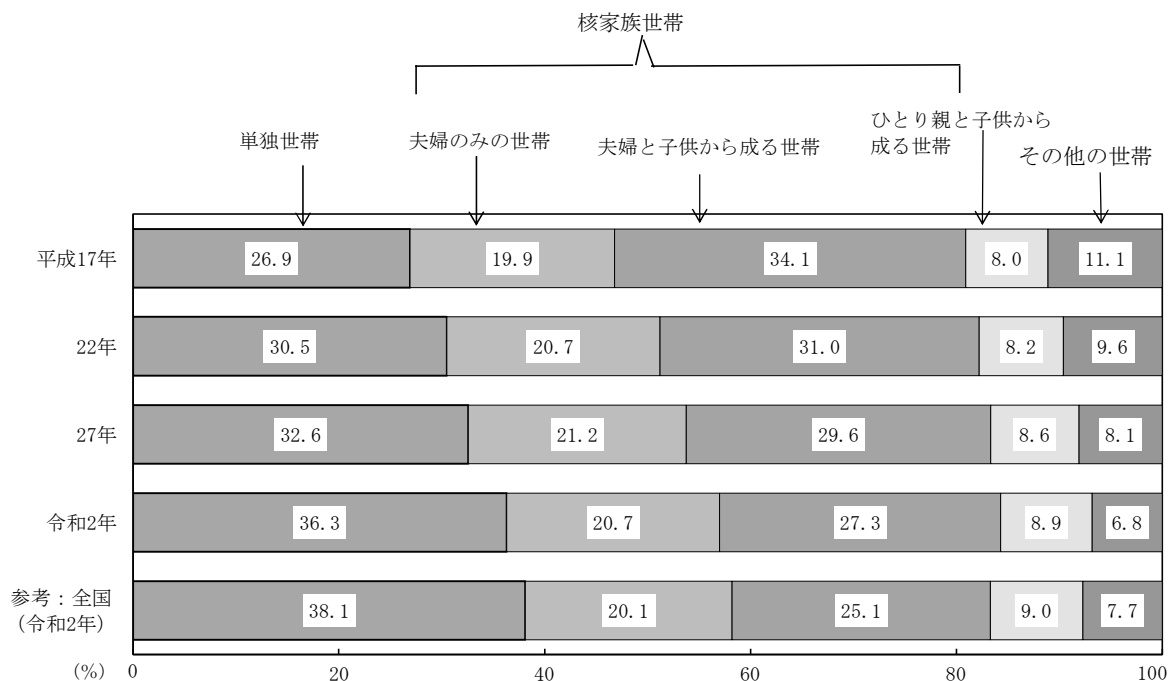 核家族世帯
単独世帯
夫婦のみの世帯
夫婦と子供から成る世帯
ひとり親と子供から
成る世帯
その他の世帯
平成17年 26.9 19.9 34.1 8.0 11.1
22年 30.5 20.7 31.0 8.2 9.6
27年 32.6 21.2 29.6 8.6 8.1
令和2年 36.3 20.7 27.3 8.9 6.8
参考：全国
（令和2年） 38.1 20.1 25.1 9.0 7.7
(%) 0 20 40 60 80 100